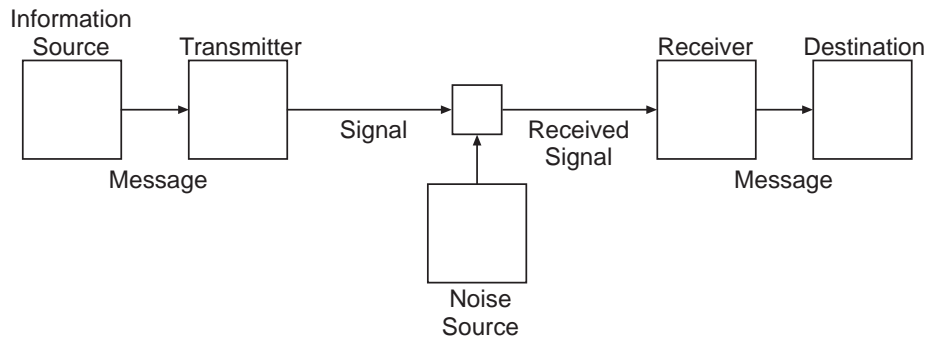 Information
Source
Transmitter
Receiver
Destination
Signal
Received
Signal
Message
Message
Noise
Source